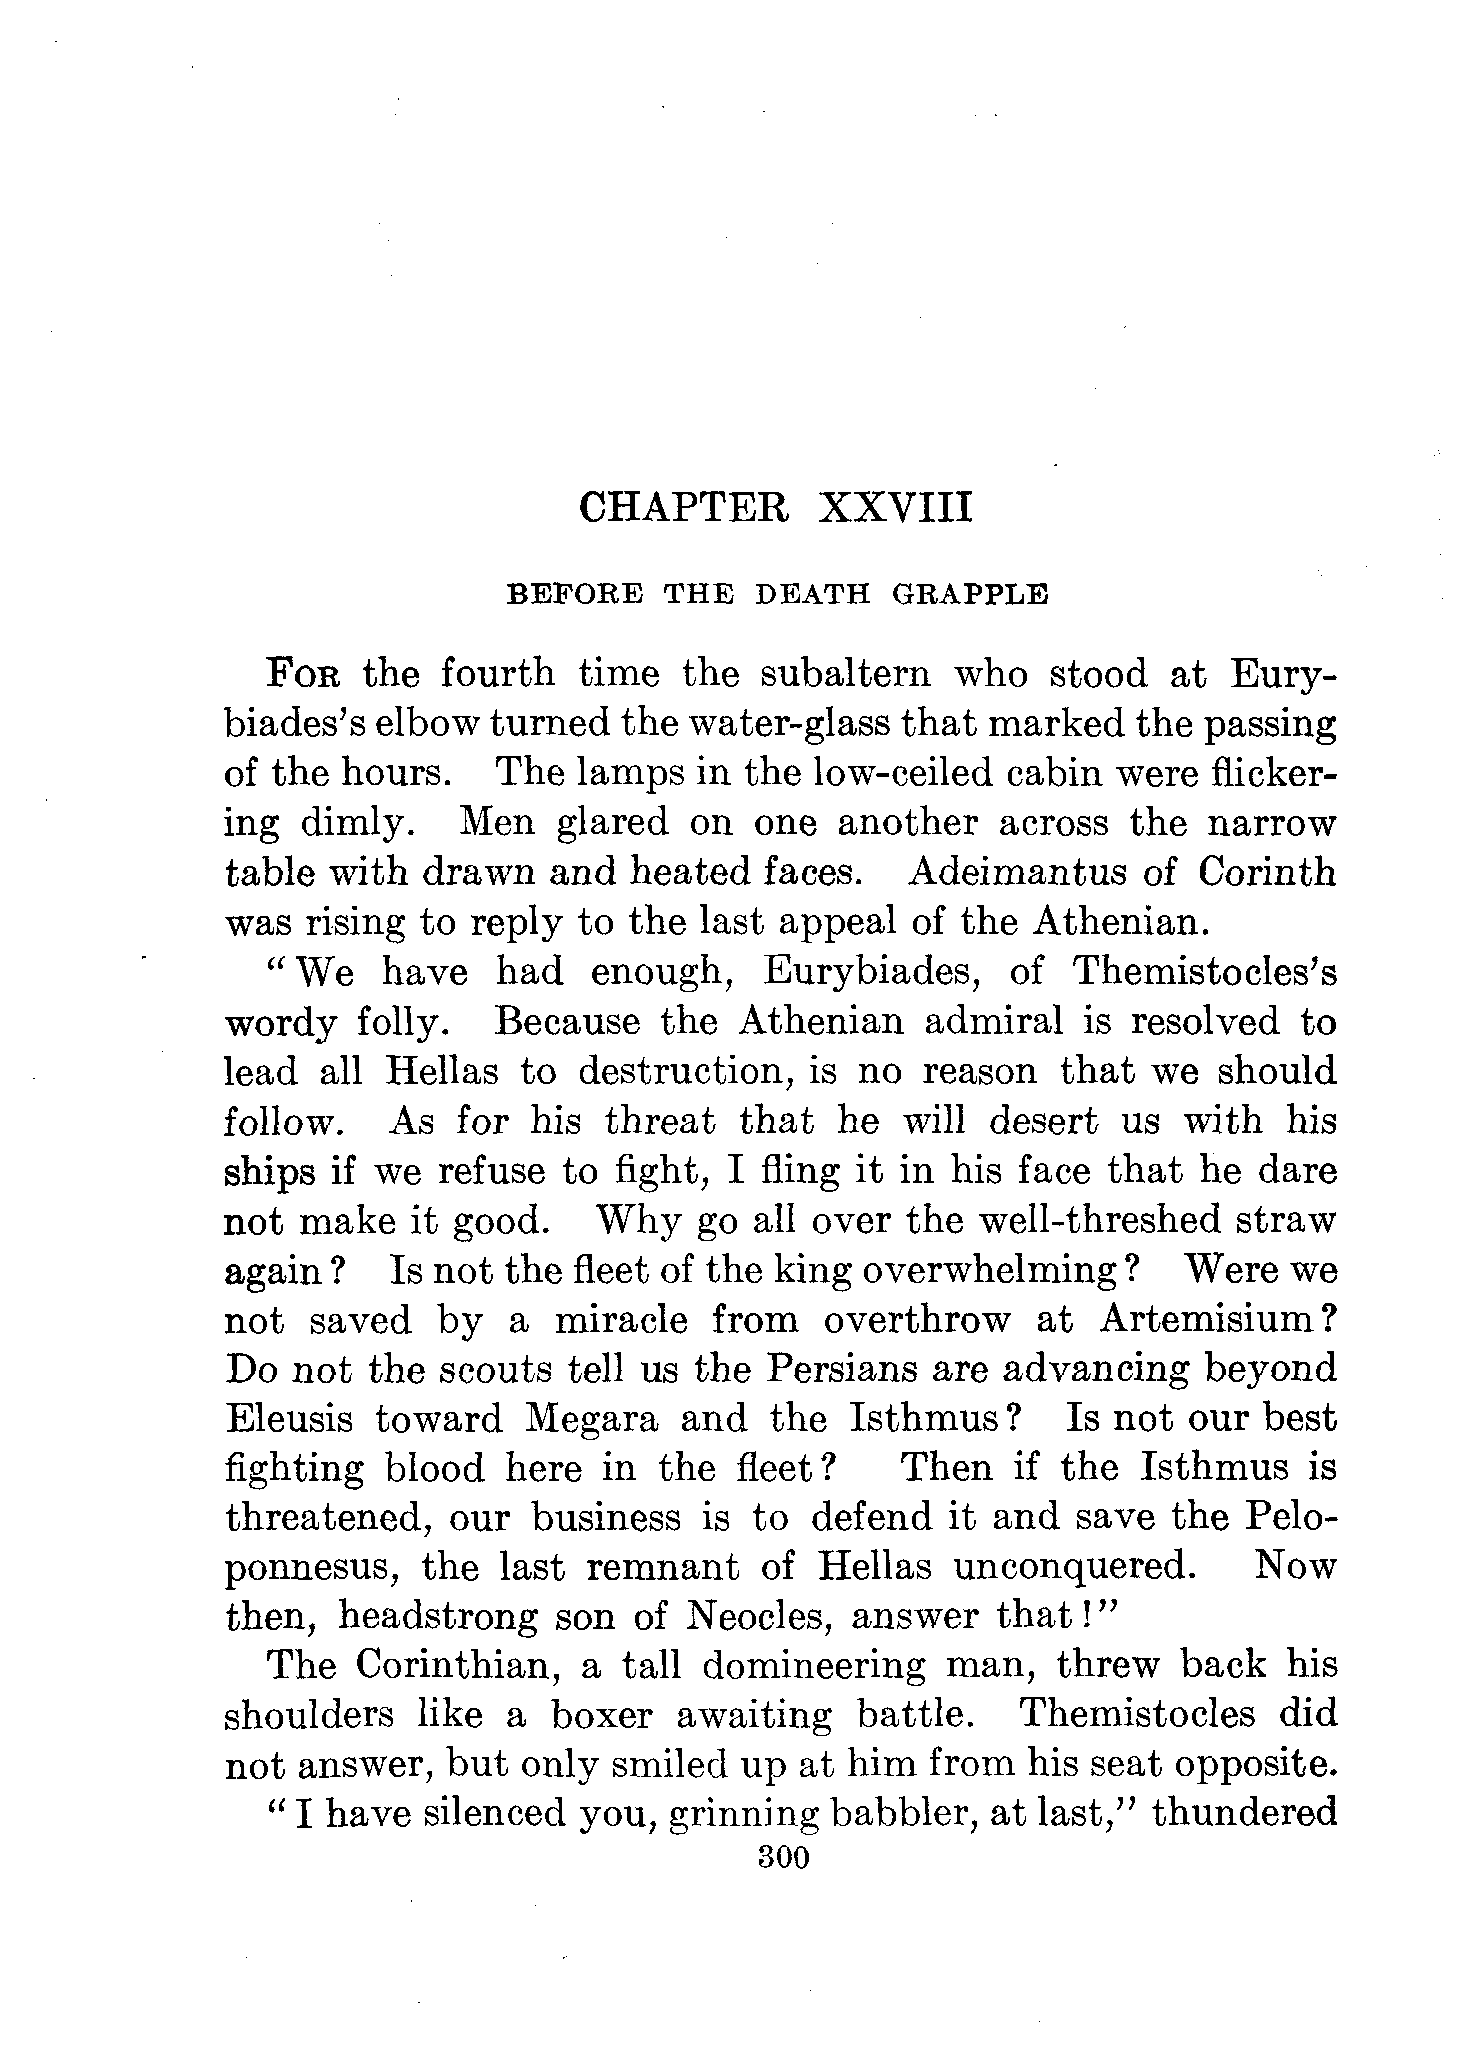 CHAPTER XXVIII
BEFORE THE DEATH GRAPPLE
FOR the fourth time the subaltern who stood at Eury-
biades's elbow turned the water-glass that marked the passing
of the hours. The lamps in the low-ceiled cabin were flicker-
ing dimly. Men glared on one another across the narrow
table with drawn and heated faces. Adeimantus of Corinth
was rising to reply to the last appeal of the Athenian.
"We have had enough, Eurybiades, of Themistocles's
wordy folly. Because the Athenian admiral is resolved to
lead all Hellas to destruction, is no reason that we should
follow. As for his threat that he will desert us with his
ships if we refuse to fight, I fling it in his face that he dare
not make it good. Why go all over the well-threshed straw
again? Is not the fleet of the king overwhelming? Were we
not saved by a miracle from overthrow at Artemisium?
Do not the scouts tell us the Persians are advancing beyond
Eleusis toward Megara and the Isthmus? Is not our best
fighting blood here in the fleet? Then if the Isthmus is
threatened, our business is to defend it and save the Pelo-
ponnesus, the last remnant of Hellas unconquered. Now
then, headstrong son of Neocles, answer that!"
The Corinthian, a tall domineering man, threw back his
shoulders like a boxer awaiting battle. Themistocles did
not answer, but only smiled up at him from his seat opposite.
"I have silenced you, grinning babbler, at last," thundered
300